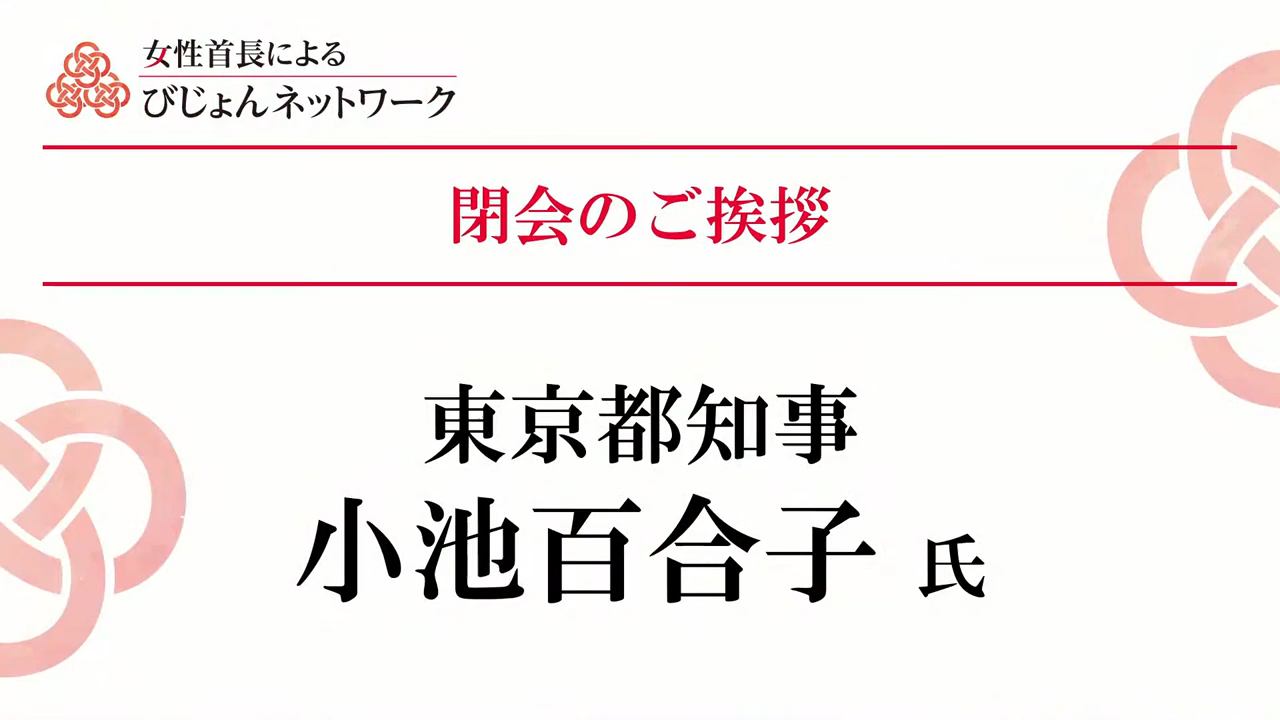 女性首長による
びじょんネットワーク
閉会のご挨拶
東京都知事
小池百合子 氏